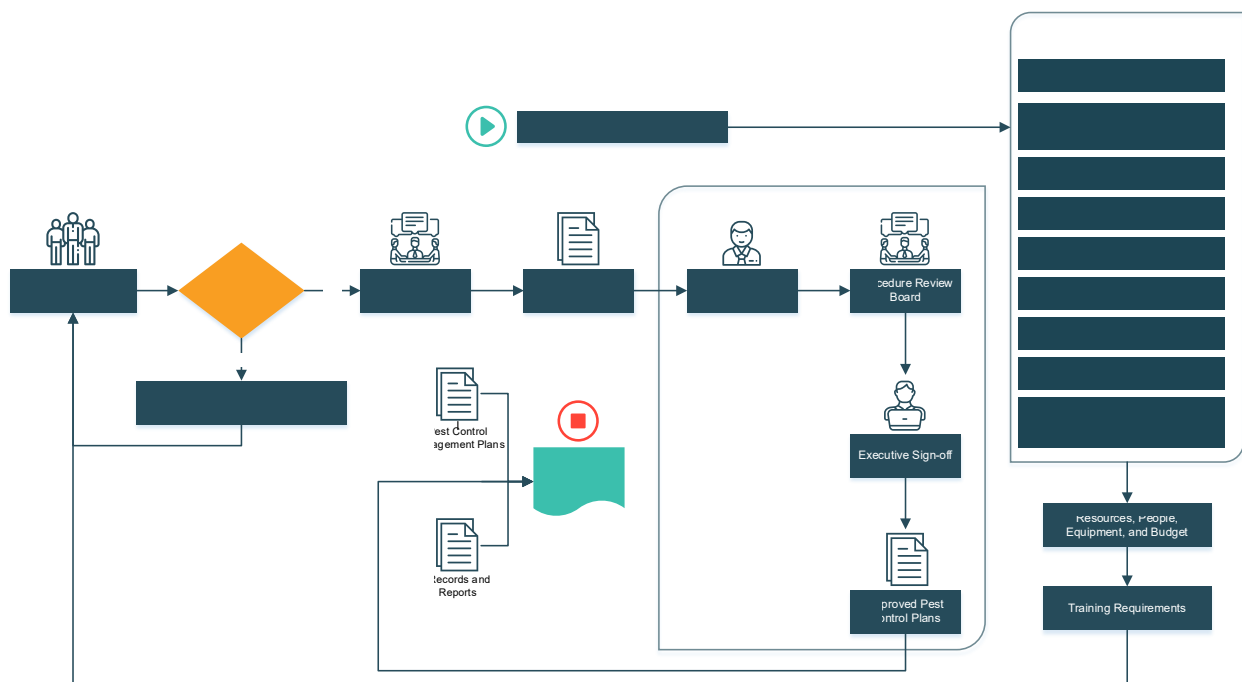 cedure Review
Board
est Control
agement Plans
Executive Sign-off
Resources, People,
Equipment, and Budget
ecords and
Reports
proved Pest
ntrol Plans
Training Requirements